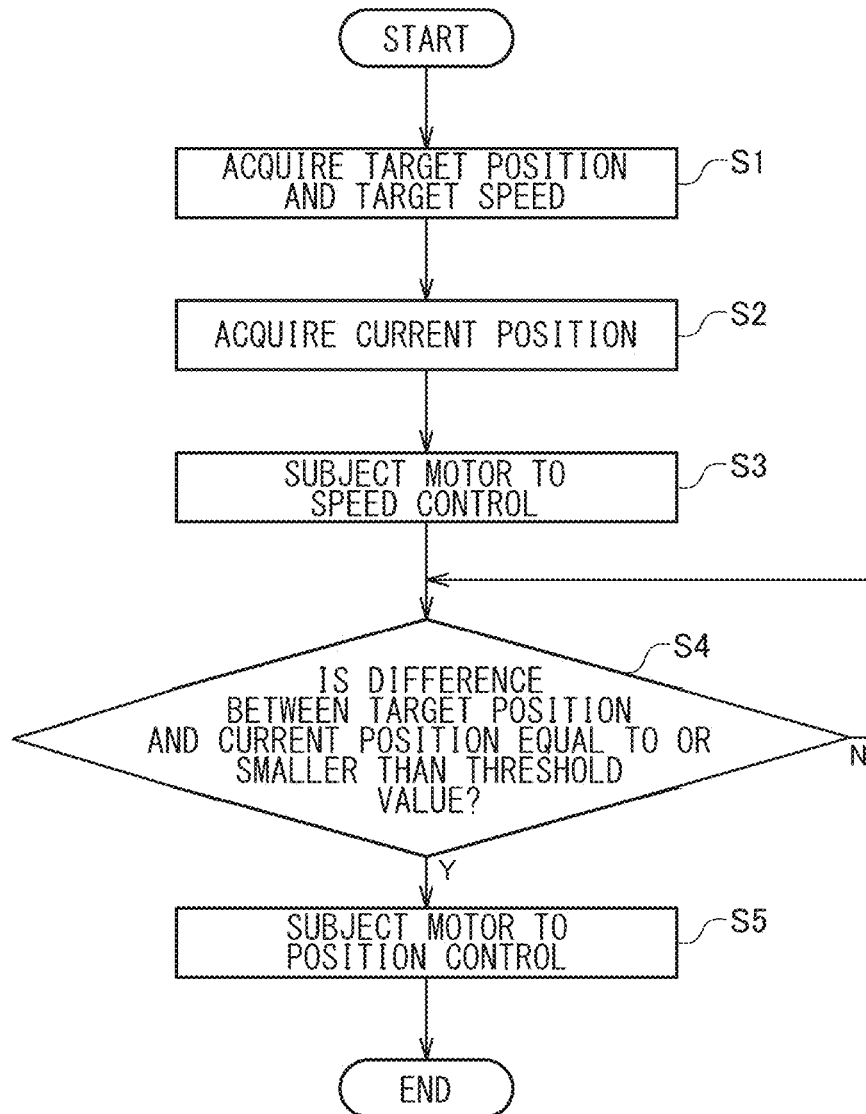 START
ACQUIRE TARGET POSITION
AND TARGET SPEED
S1
ACQUIRE CURRENT POSITION
S2
SUBJECT MOTOR TO
SPEED CONTROL
S3
S4
IS DIFFERENCE
BETWEEN TARGET POSITION
AND CURRENT POSITION EQUAL TO OR
SMALLER THAN THRESHOLD
VALUE?
N
Y
SUBJECT MOTOR TO
POSITION CONTROL
S5
END